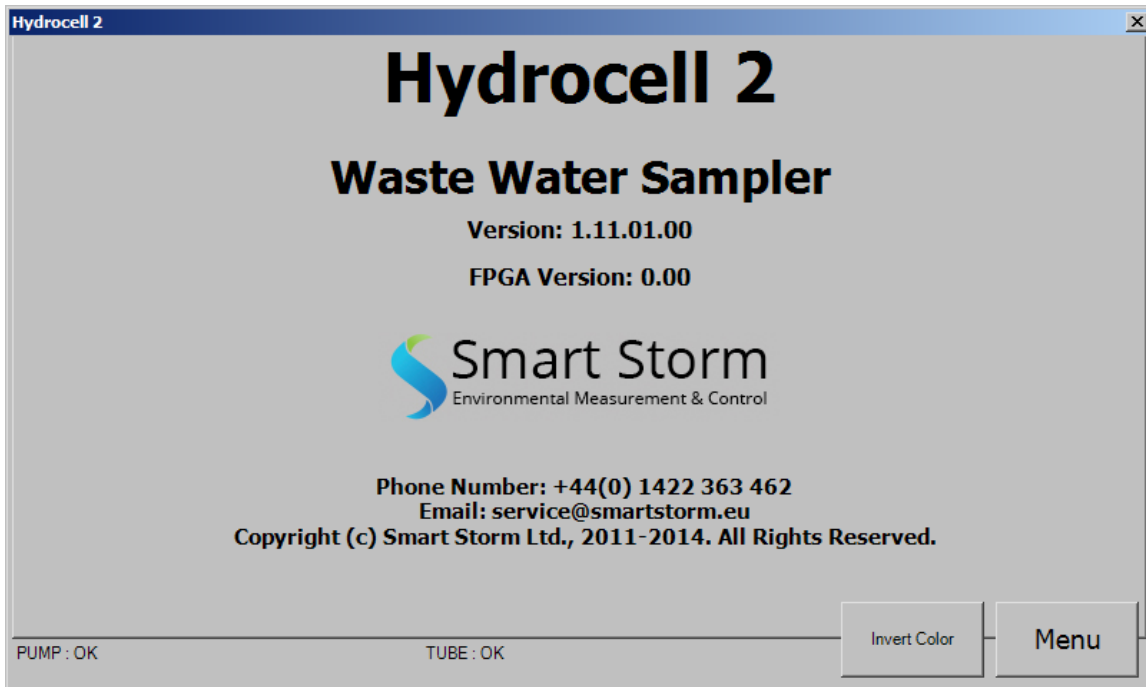 Hydrocell 2
Hydrocell 2
Waste Water Sampler
Version: 1.11.01.00
FPGA Version: 0.00
Smart Storm
Environmental Measurement & Control
Phone Number: +44(0) 1422 363 462
Email: service@smartstorm.eu
Copyright (c) Smart Storm Ltd., 2011-2014. All Rights Reserved.
PUMP : OK
TUBE : OK
Invert Color
Menu